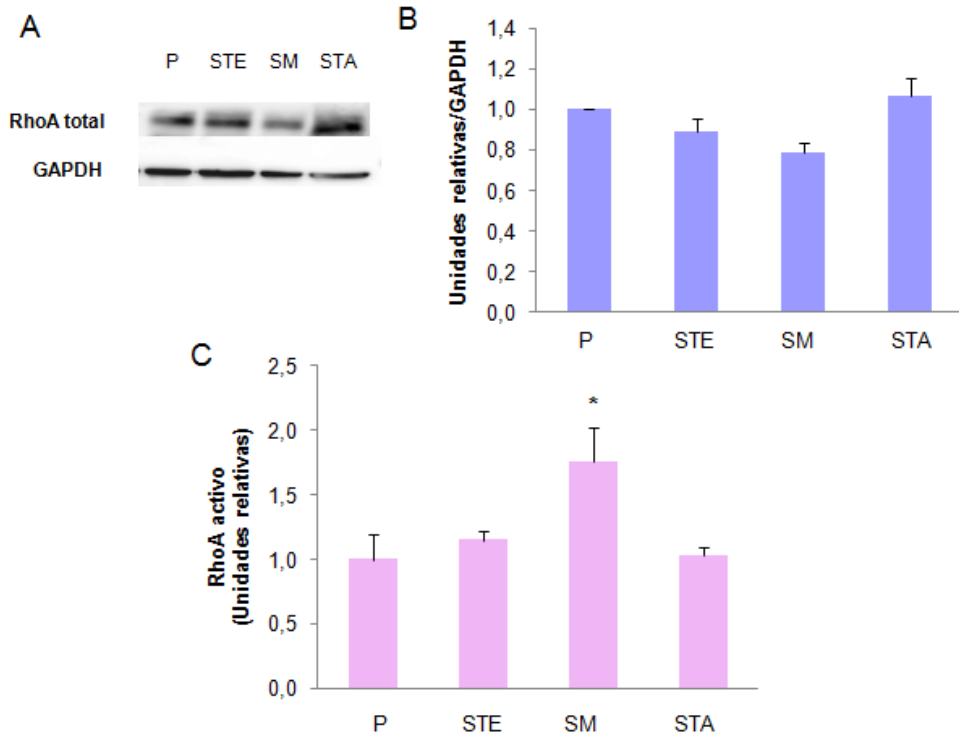 A
P STE SM STA
RhoA total
GAPDH
B
Unidades relativas/GAPDH
1,4
1,2
1,0
0,8
0,6
0,4
0,2
0,0
P STE SM STA
C
RhoA activo
(Unidades relativas)
2,5
2,0
1,5
1,0
0,5
0,0
*
P STE SM STA